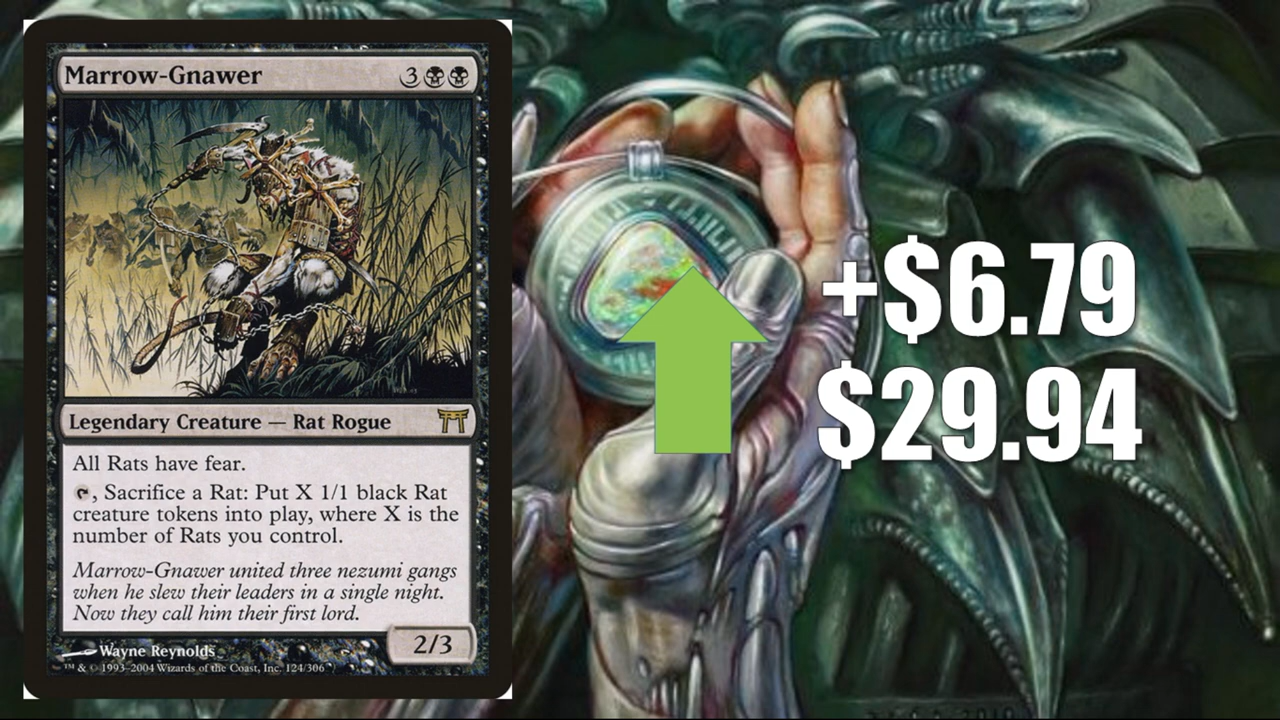 Marrow-Gnawer 3
Legendary Creature — Rat Rogue
All Rats have fear.
, Sacrifice a Rat: Put X 1/1 black Rat
creature tokens into play, where X is the
number of Rats you control.
Marrow-Gnawer united three nezumi gangs
when he slew their leaders in a single night.
Now they call him their first lord.
2/3
Wayne Reynolds
™ & © 1993–2004 Wizards of the Coast, Inc. 124/306
+$6.79
$29.94